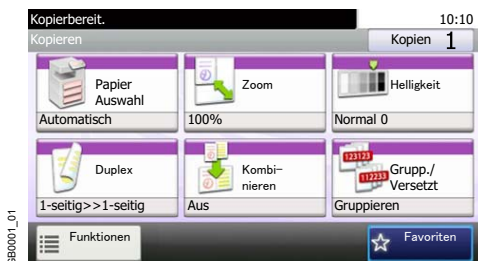 Kopierbereit.
10:10
Kopieren
Kopien 1
Papier
Auswahl
Automatisch
Zoom
100%
Helligkeit
Normal 0
Duplex
1-seitig>>1-seitig
Kombi-
nieren
Aus
123123
112233
Grupp./
Versetzt
Gruppieren
Funktionen
Favoriten